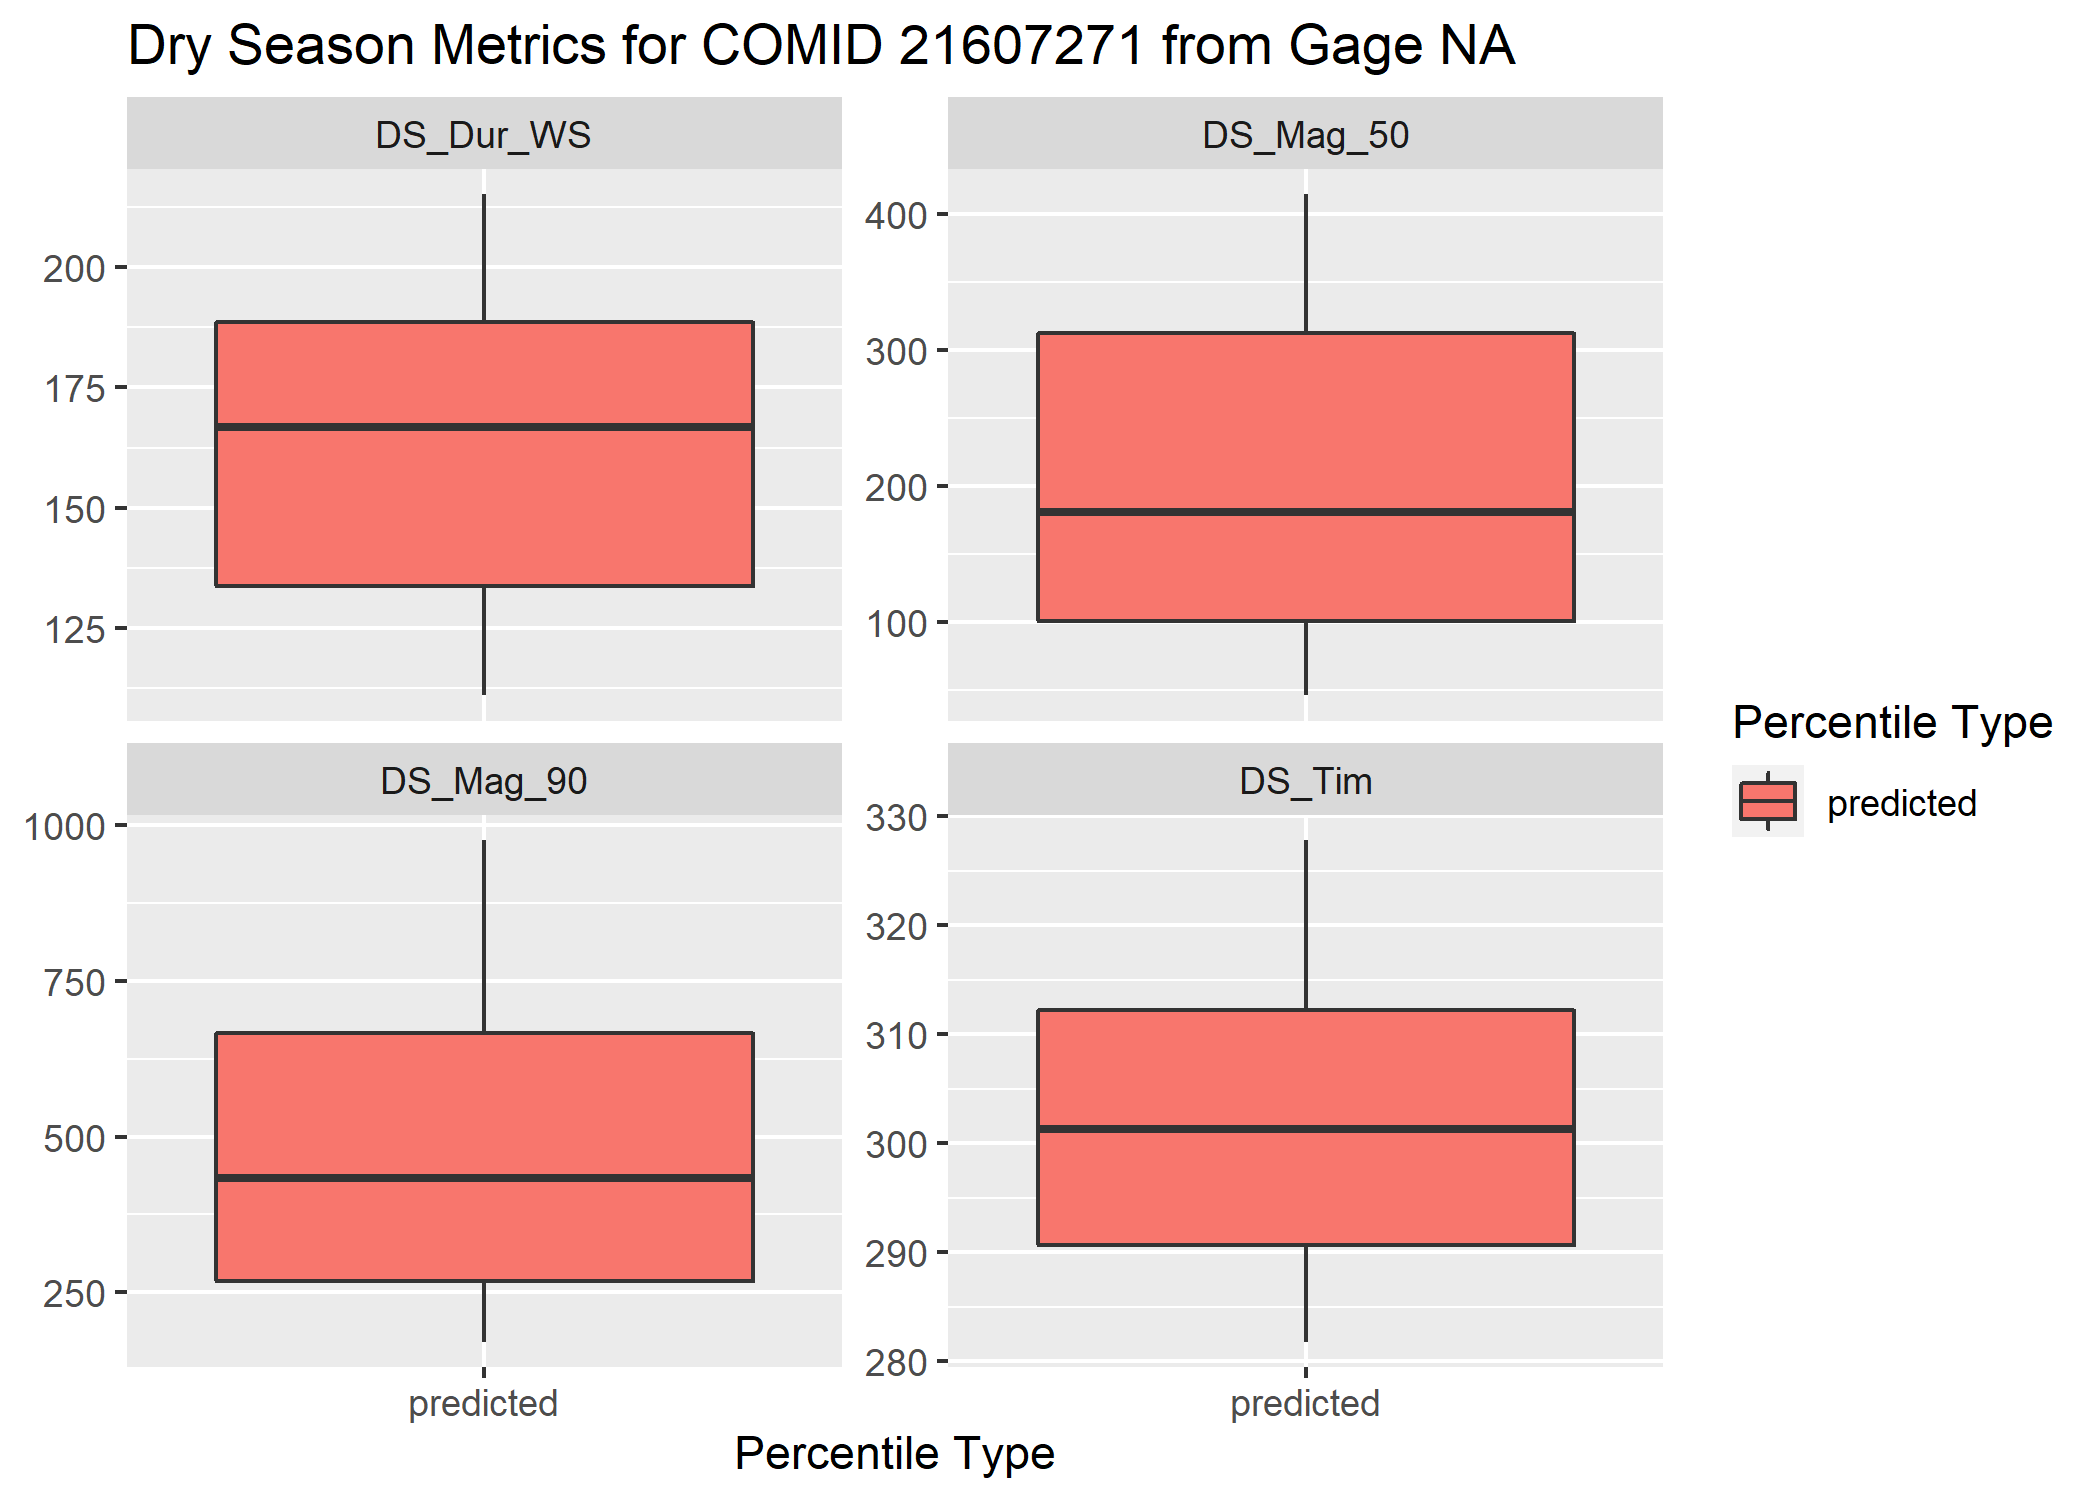 Dry Season Metrics for COMID 21607271 from Gage NA
DS_Dur_WS
200
175
150
125
DS_Mag_50
400
300
200
100
DS_Mag_90
1000
750
500
250
predicted
DS_Tim
330
320
310
300
290
280
predicted
Percentile Type
Percentile Type
predicted